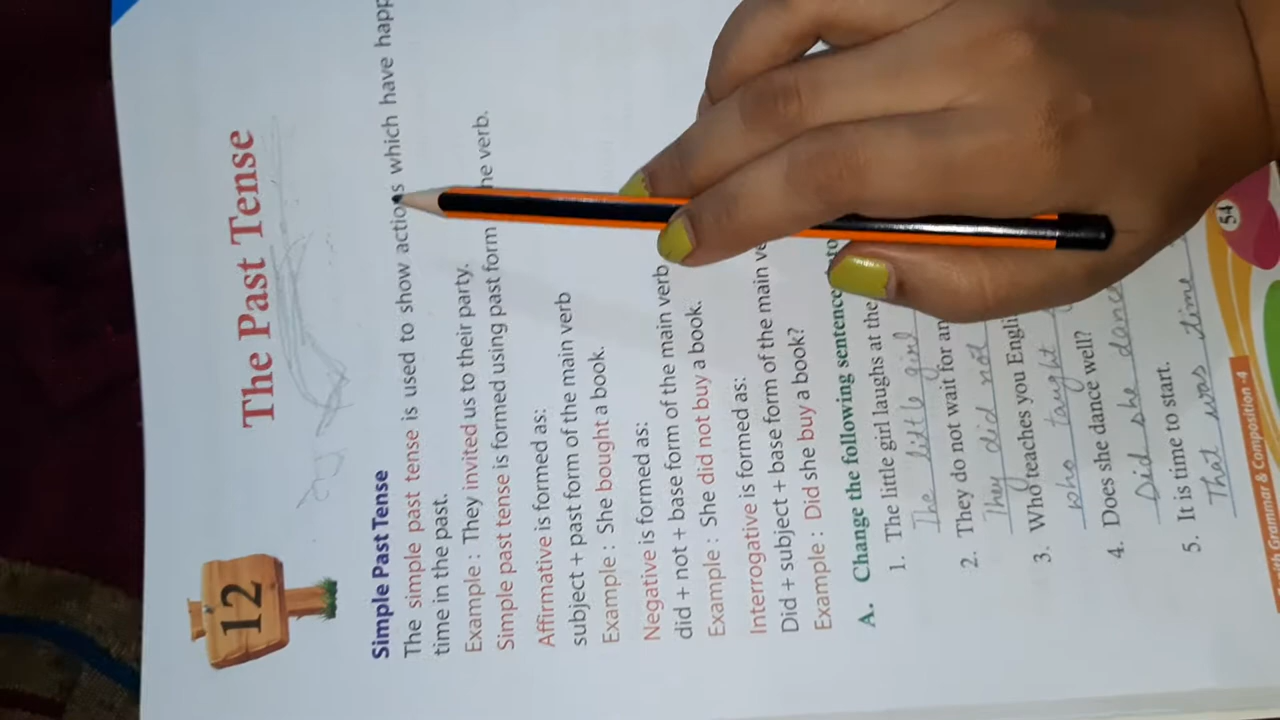 12
The Past Tense
Simple Past Tense
The simple past tense is used to show actions which have happ
time in the past.
Example : They invited us to their party.
Simple past tense is formed using past form he verb.
Affirmative is formed as:
subject + past form of the main verb
Example : She bought a book.
Negative is formed as:
did + not + base form of the main verb
Example : She did not buy a book.
Interrogative is formed as:
Did + subject + base form of the main ve
Example : Did she buy a book?
A. Change the following sentence to
1. The little girl laughs at the
The little girl
2. They do not wait for an
They did not
3. Who teaches you Engli
who taught
4. Does she dance well?
Did she dance
5. It is time to start.
That was time
Grammar & Composition -4
54